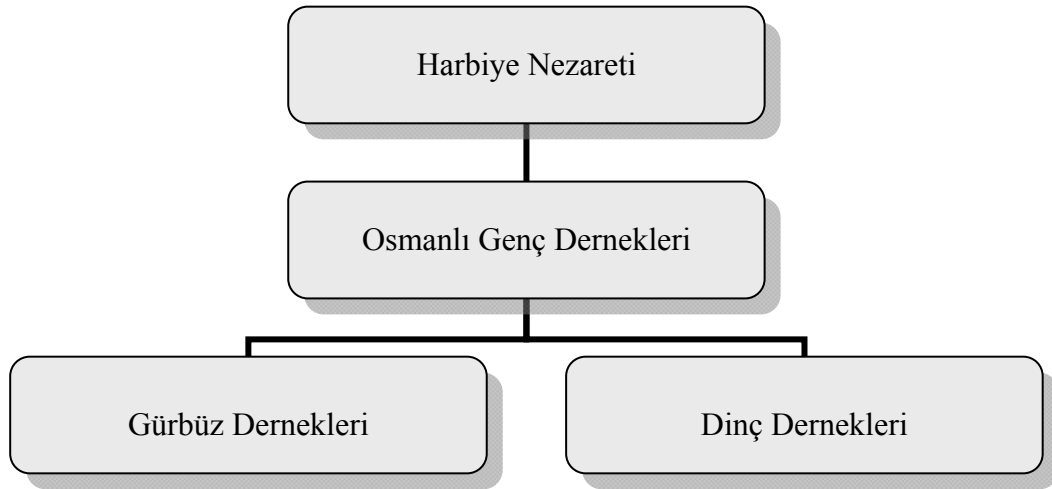 Harbiye Nezareti
Osmanlı Genç Dernekleri
Gürbüz Dernekleri
Dinç Dernekleri